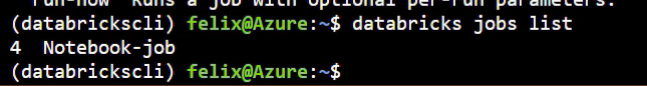 run-now Runs a job with optional per-run parameters.
(databrickscli) felix@Azure:~$ databricks jobs list
4  Notebook-job
(databrickscli) felix@Azure:~$